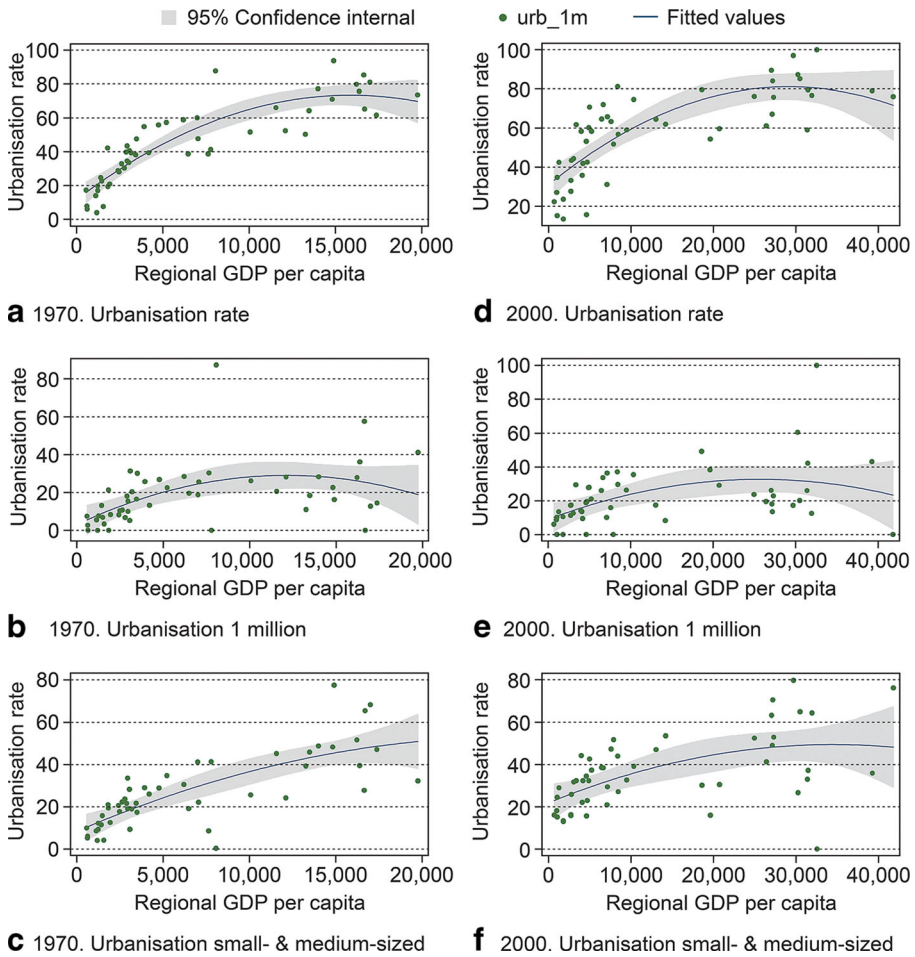 95% Confidence internal urb_1m Fitted values
100
80
60
40
20
0
Urbanisation rate
0 5,000 10,000 15,000 20,000
Regional GDP per capita
a 1970. Urbanisation rate
100
80
60
40
20
Urbanisation rate
0 10,000 20,000 30,000 40,000
Regional GDP per capita
d 2000. Urbanisation rate
80
60
40
20
0
Urbanisation rate
0 5,000 10,000 15,000 20,000
Regional GDP per capita
b 1970. Urbanisation 1 million
100
80
60
40
20
0
Urbanisation rate
0 10,000 20,000 30,000 40,000
Regional GDP per capita
e 2000. Urbanisation 1 million
80
60
40
20
0
Urbanisation rate
0 5,000 10,000 15,000 20,000
Regional GDP per capita
c 1970. Urbanisation small- & medium-sized
80
60
40
20
0
Urbanisation rate
0 10,000 20,000 30,000 40,000
Regional GDP per capita
f 2000. Urbanisation small- & medium-sized